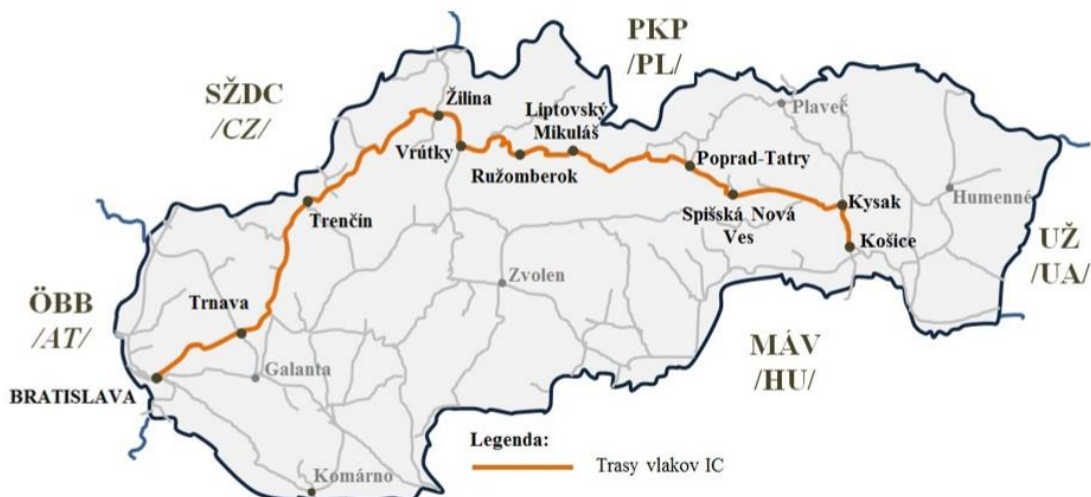 PKP
/PL/
SŽDC
/CZ/
Žilina
Liptovský
Mikuláš
Plaveč
Vrútky
Ružomberok
Poprad-Tatry
Trenčín
Spišská Nová
Ves
Kysak
Humenné
Košice
UŽ
/UA/
Zvolen
ÖBB
/AT/
Trnava
MÁV
/HU/
Galanta
BRATISLAVA
Komárno
Legenda:
Trasy vlakov IC